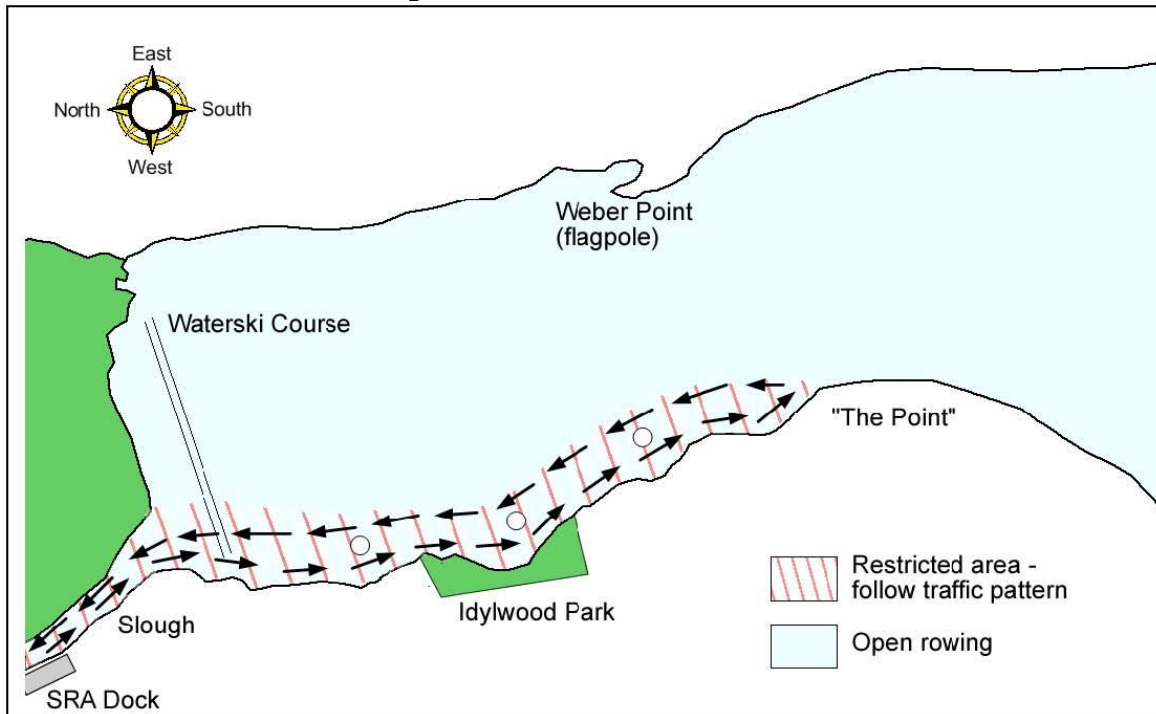 East
North
South
West
Weber Point
(flagpole)
Waterski Course
"The Point"
Restricted area -
follow traffic pattern
Idylwood Park
Slough
Open rowing
SRA Dock